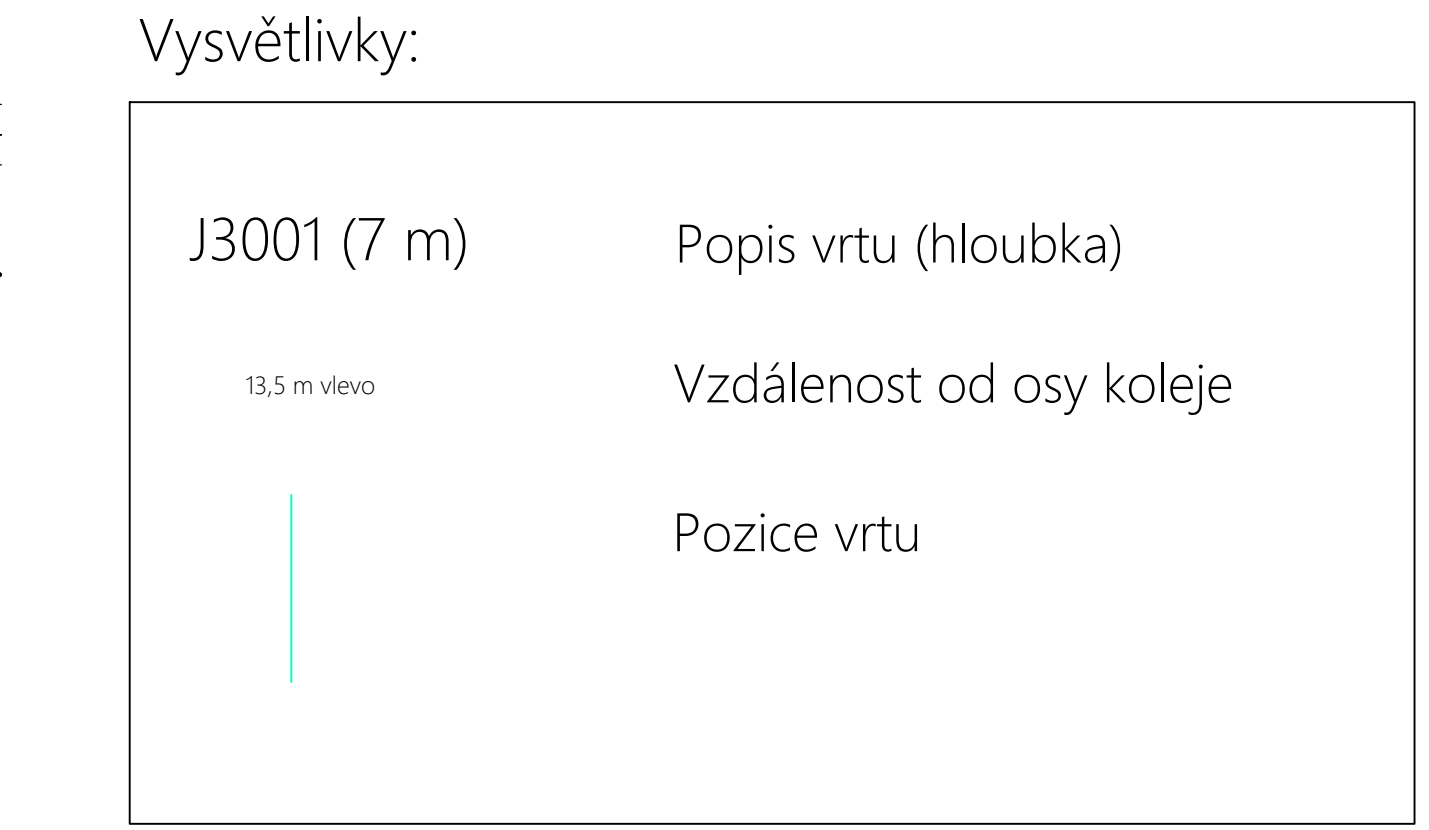 Vysvětlivky:
J3001 (7 m) Popis vrtu (hloubka)
13,5 m vlevo Vzdálenost od osy koleje
Pozice vrtu